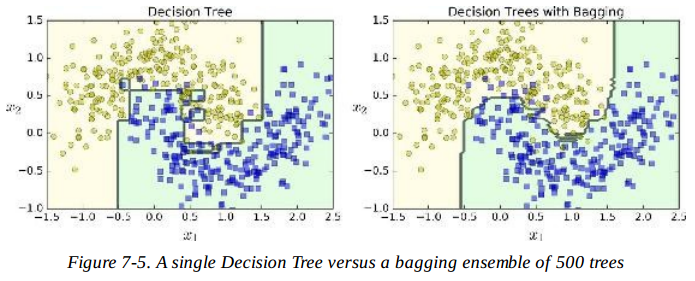 Decision Tree
1.5
1.0
0.5
0.0
−0.5
−1.0
x2
−1.5 −1.0 −0.5 0.0 0.5 1.0 1.5 2.0 2.5
x1
Decision Trees with Bagging
1.5
1.0
0.5
0.0
−0.5
−1.0
x2
−1.5 −1.0 −0.5 0.0 0.5 1.0 1.5 2.0 2.5
x1
Figure 7-5. A single Decision Tree versus a bagging ensemble of 500 trees